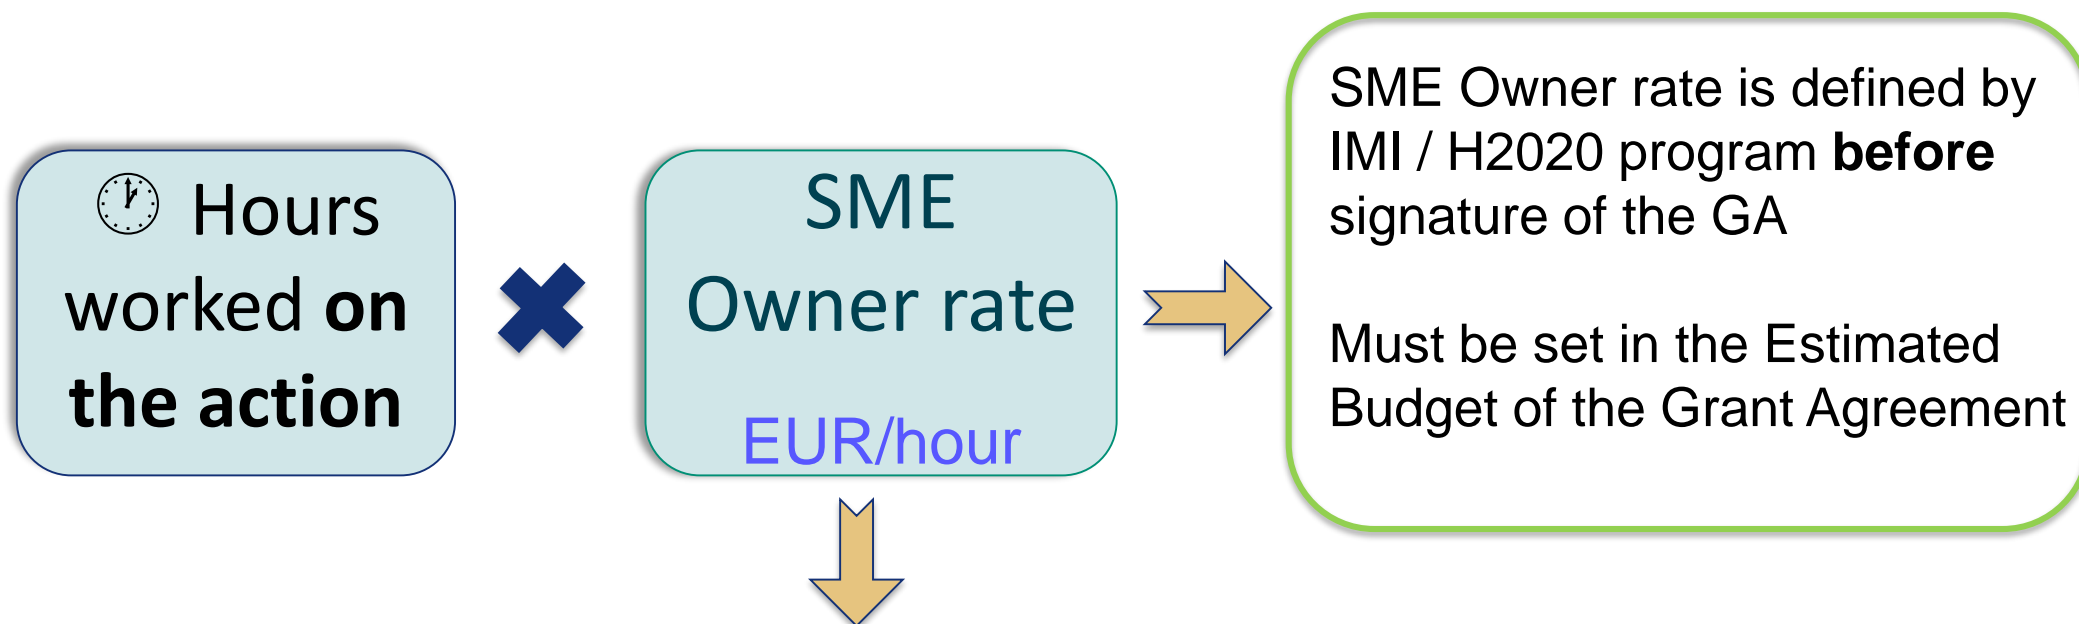 Hours
worked on
the action
SME
Owner rate
EUR/hour
SME Owner rate is defined by
IMI / H2020 program before
signature of the GA
Must be set in the Estimated
Budget of the Grant Agreement